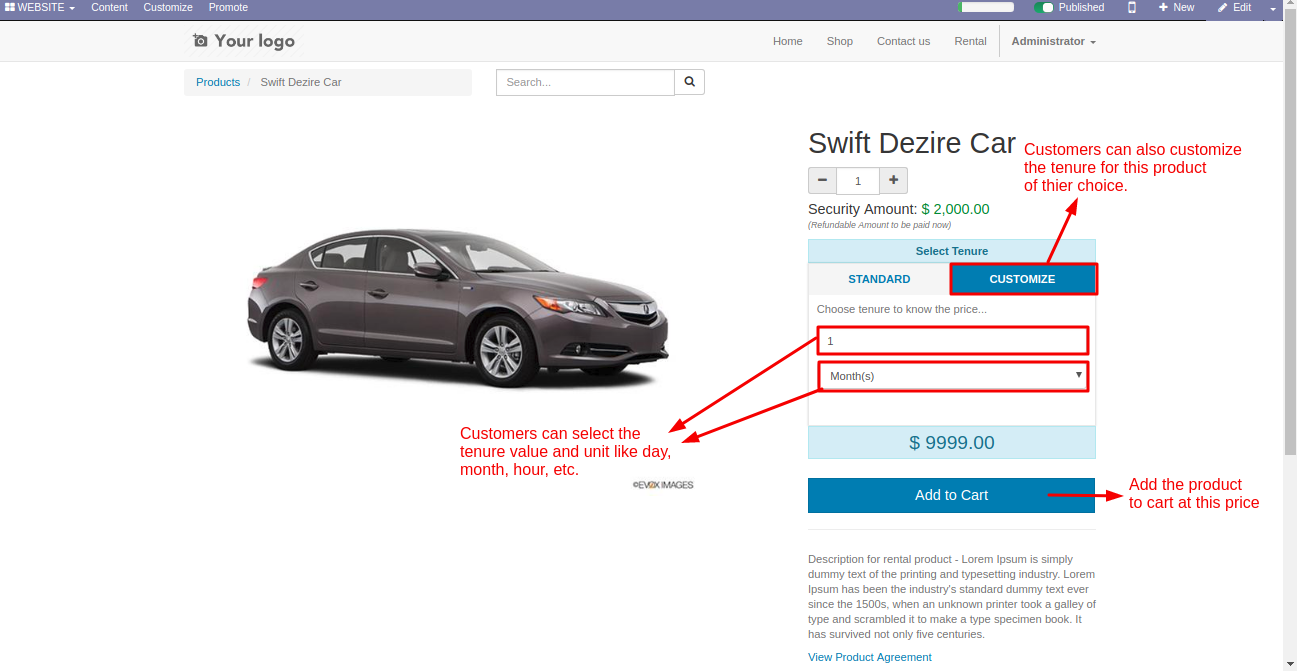 WEBSITE Content Customize Promote Published New Edit
Your logo
Home Shop Contact us Rental Administrator
Products / Swift Dezire Car
Search...
Swift Dezire Car
Customers can also customize
the tenure for this product
of thier choice.
1
Security Amount: $ 2,000.00
(Refundable Amount to be paid now)
Select Tenure
STANDARD CUSTOMIZE
Choose tenure to know the price...
1
Month(s)
Customers can select the
tenure value and unit like day,
month, hour, etc.
$ 9999.00
©EVOX IMAGES
Add to Cart
Add the product
to cart at this price
Description for rental product - Lorem Ipsum is simply
dummy text of the printing and typesetting industry. Lorem
Ipsum has been the industry's standard dummy text ever
since the 1500s, when an unknown printer took a galley of
type and scrambled it to make a type specimen book. It
has survived not only five centuries.
View Product Agreement